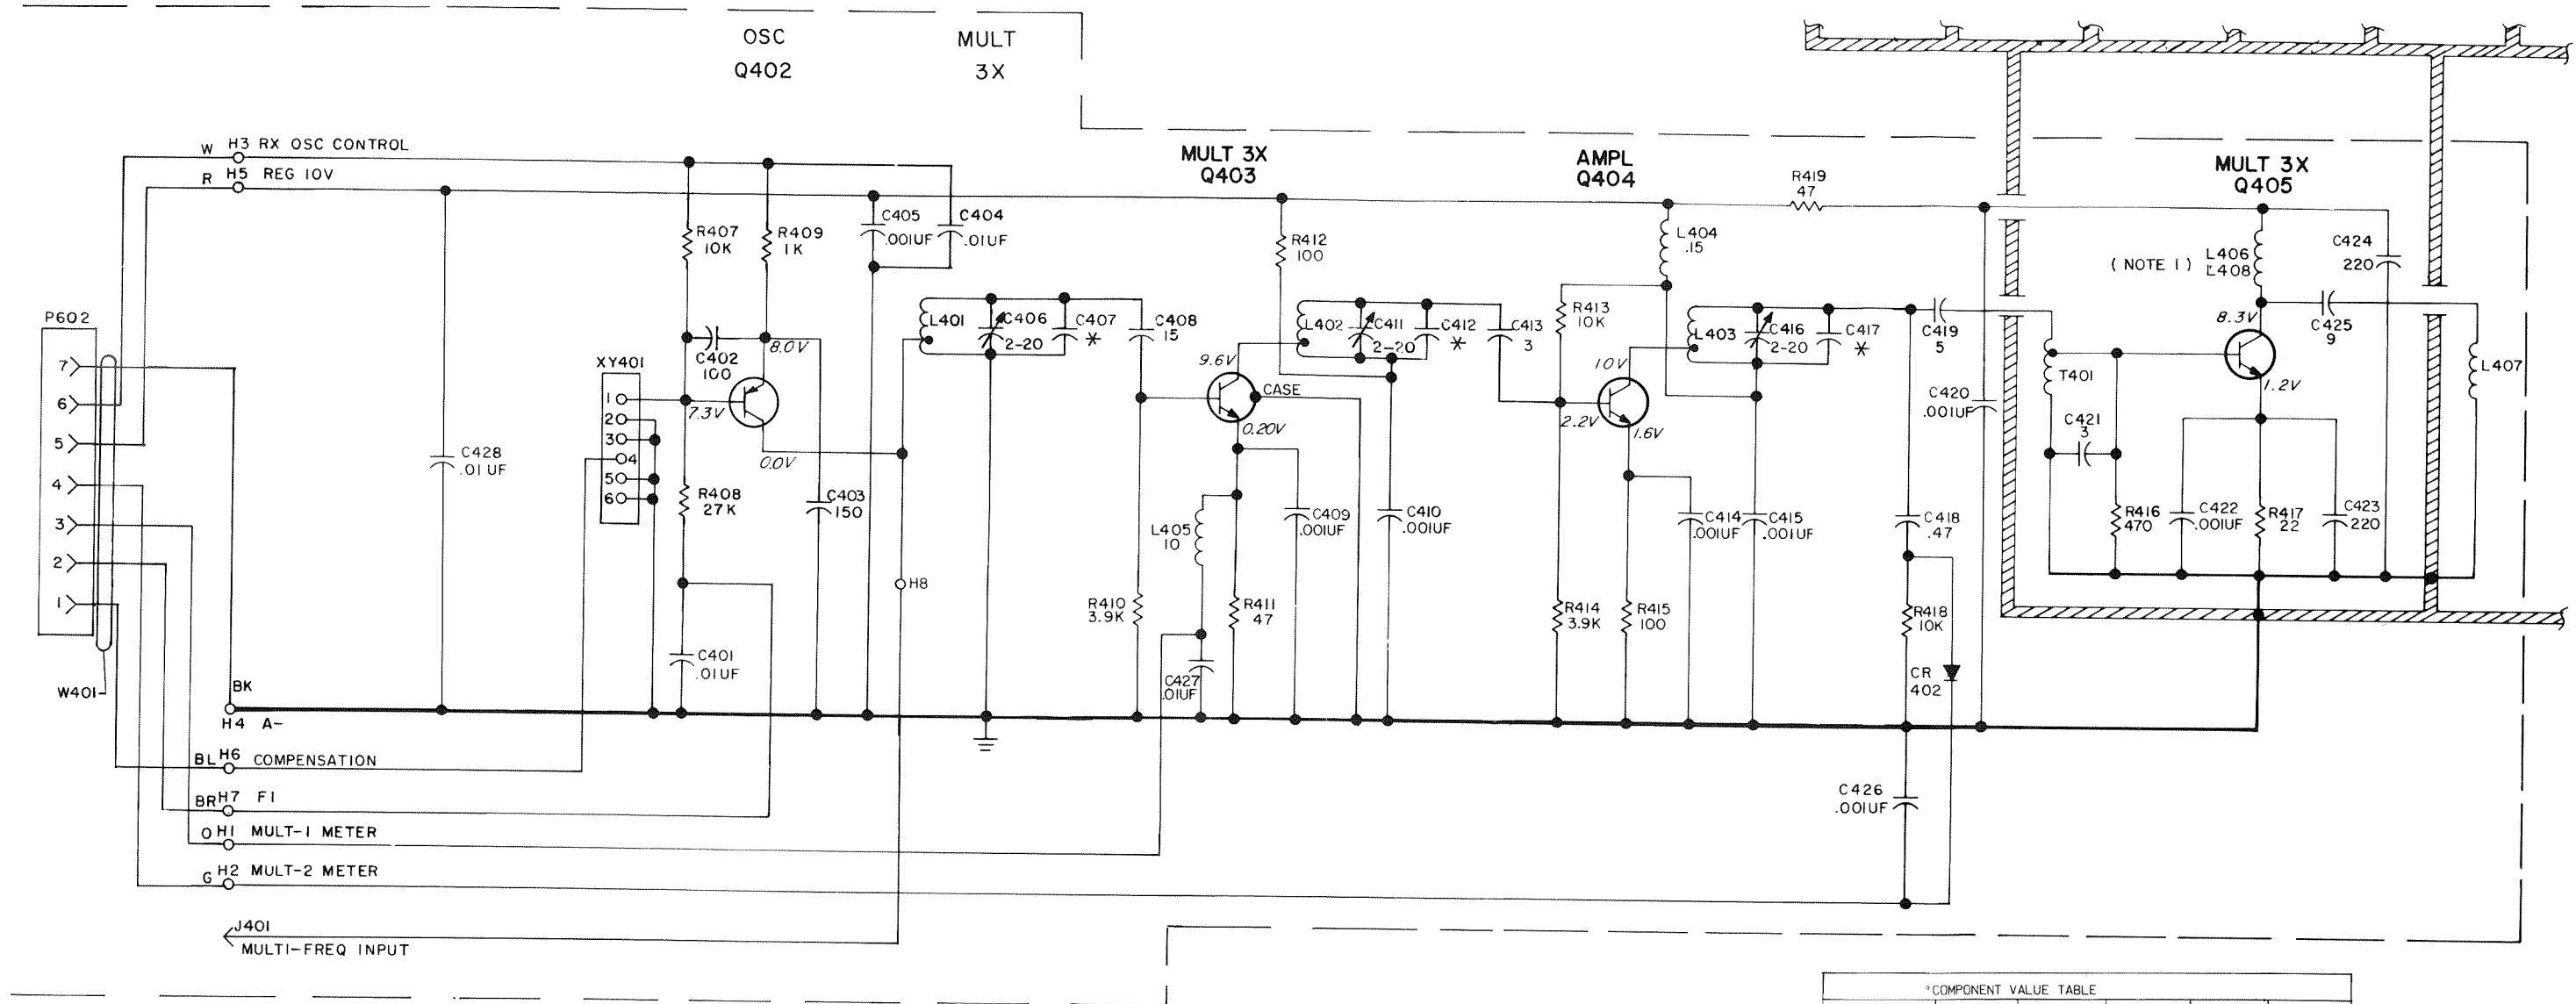 OSC
Q402
MULT
3X
W H3 RX OSC CONTROL
R H5 REG 10V
MULT 3X
Q403
AMPL
Q404
MULT 3X
Q405
R419
47
C405
.001UF
C404
.01UF
R407
10K
R409
1K
R412
100
L404
.15
(NOTE 1)
L406
L408
C424
220
P602
7
6
5
4
3
2
1
W401
XY401
1
2
3
4
5
6
C402
100
8.0V
7.3V
0.0V
L401
C406
2-20
C407
*
C408
15
9.6V
CASE
0.20V
L402
C411
2-20
C412
*
C413
3
R413
10K
10V
2.2V
1.6V
L403
C416
2-20
C417
*
C419
5
8.3V
C425
9
1.2V
L407
T401
C420
.001UF
C421
3
C428
.01UF
R408
27K
C403
150
H8
L405
10
C409
.001UF
C410
.001UF
C414
.001UF
C415
.001UF
C418
.47
R416
470
C422
.001UF
R417
22
C423
220
R410
3.9K
R411
47
R414
3.9K
R415
100
R418
10K
C401
.01UF
C427
.01UF
CR
402
BK
H4 A-
BL H6 COMPENSATION
BR H7 F1
O H1 MULT-1 METER
G H2 MULT-2 METER
C426
.001UF
J401
MULTI-FREQ INPUT
*COMPONENT VALUE TABLE